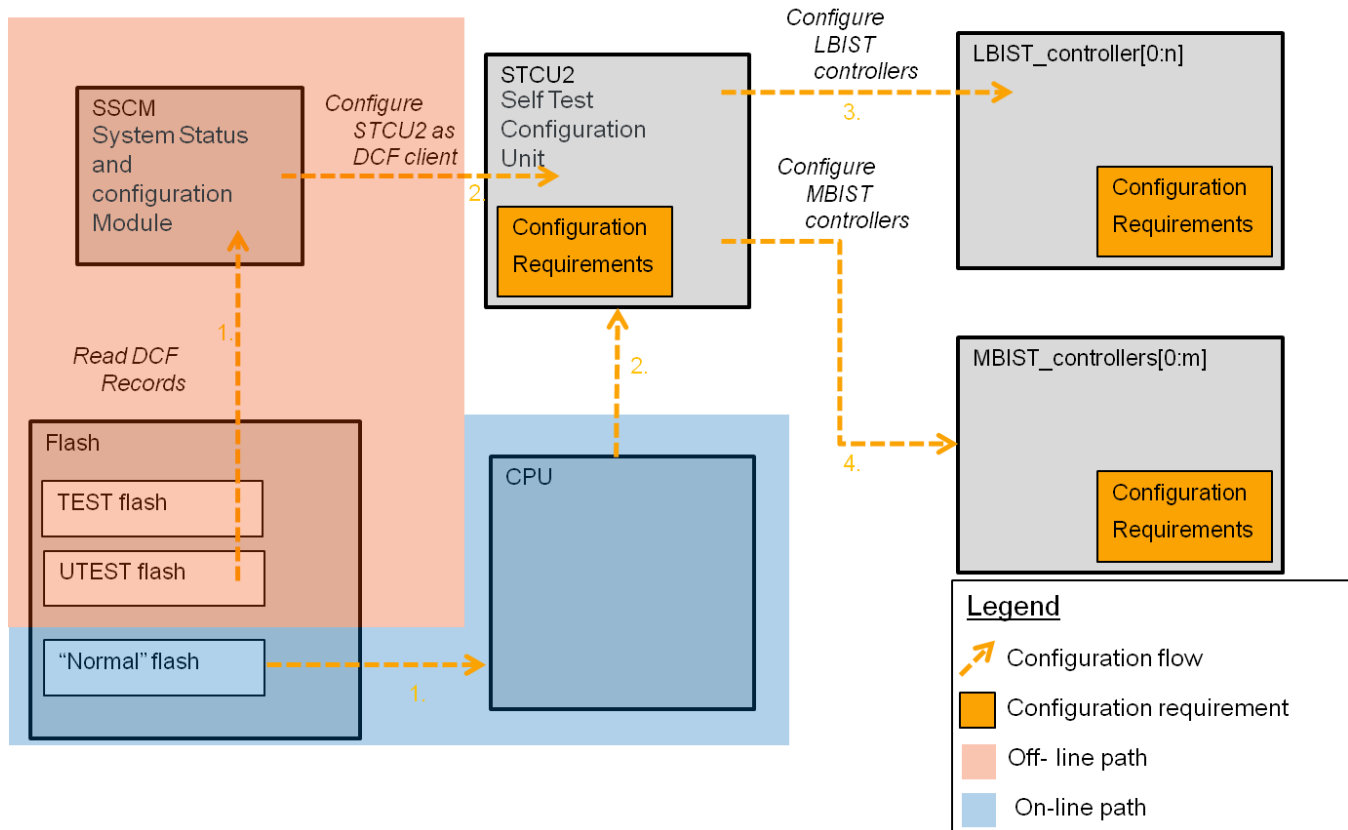 SSCM
System Status
and
configuration
Module
Configure
STCU2 as
DCF client
2.
1.
Read DCF
Records
Flash
TEST flash
UTEST flash
“Normal” flash
1.
CPU
2.
STCU2
Self Test
Configuration
Unit
Configuration
Requirements
Configure
LBIST
controllers
3.
Configure
MBIST
controllers
4.
LBIST_controller[0:n]
Configuration
Requirements
MBIST_controllers[0:m]
Configuration
Requirements
Legend
Configuration flow
Configuration requirement
Off- line path
On-line path